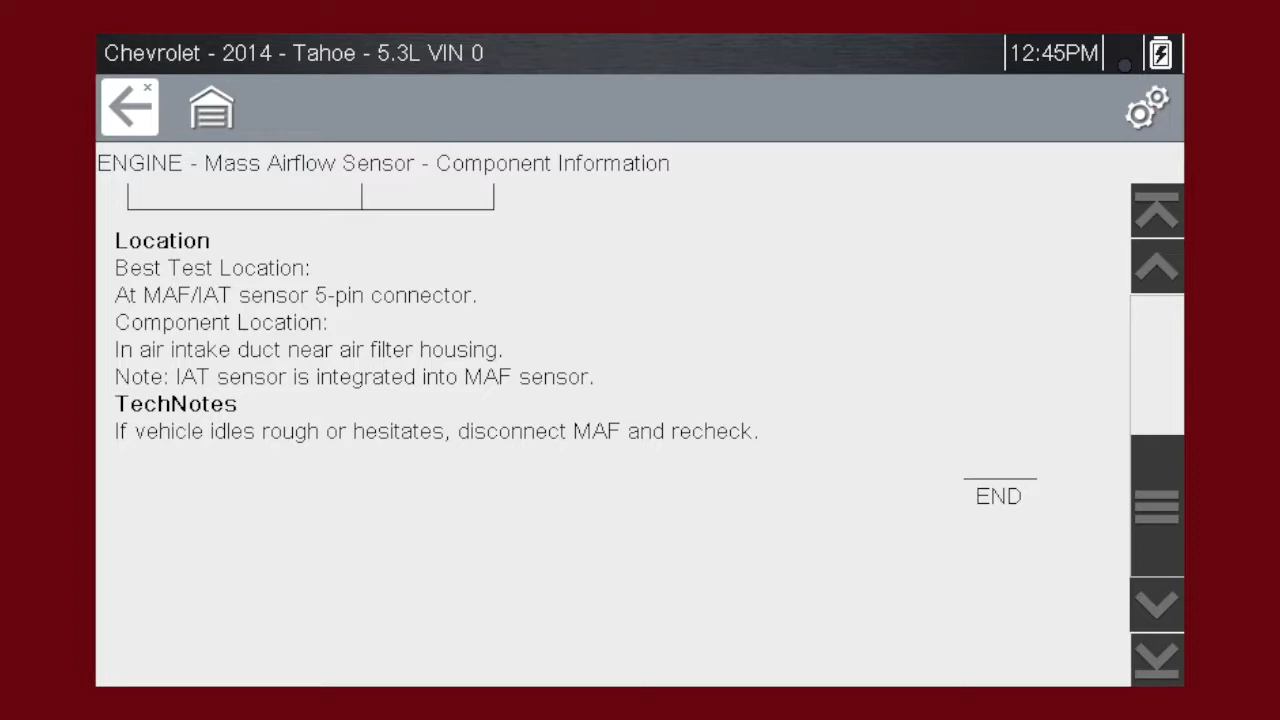 Chevrolet - 2014 - Tahoe - 5.3L VIN 0
12:45PM
ENGINE - Mass Airflow Sensor - Component Information
Location
Best Test Location:
At MAF/IAT sensor 5-pin connector.
Component Location:
In air intake duct near air filter housing.
Note: IAT sensor is integrated into MAF sensor.
TechNotes
If vehicle idles rough or hesitates, disconnect MAF and recheck.
END